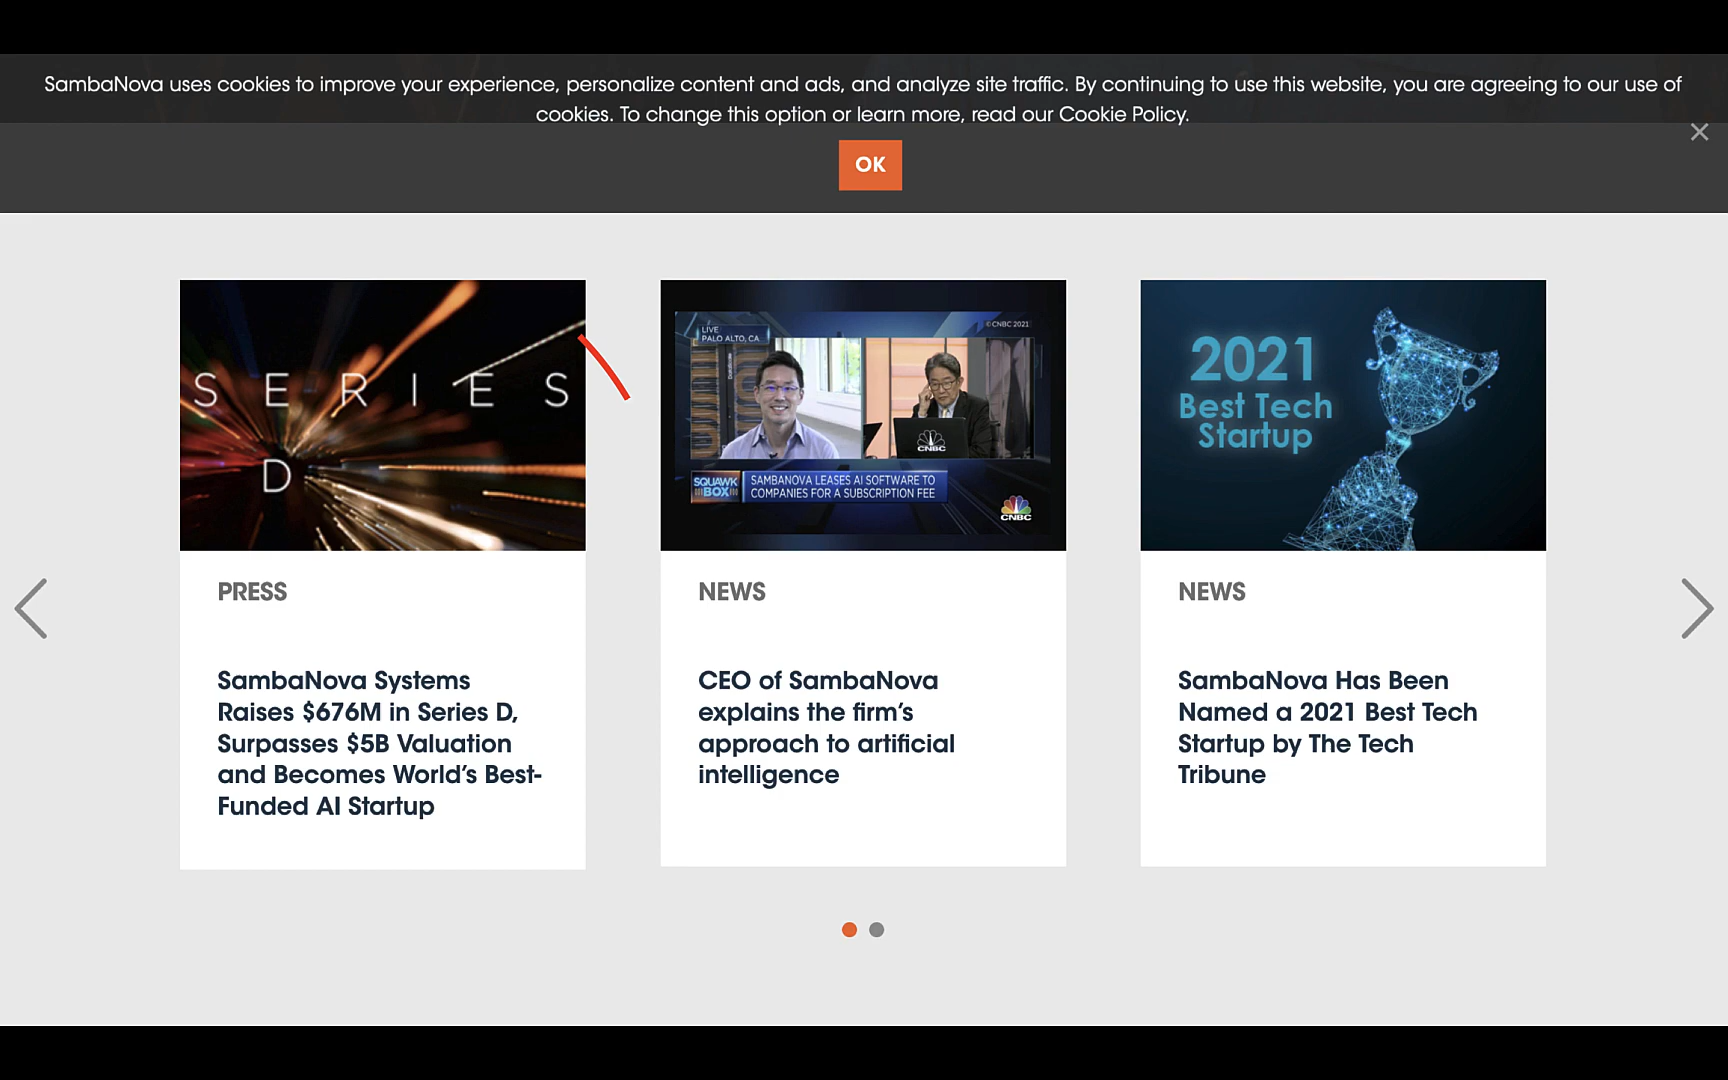 SambaNova uses cookies to improve your experience, personalize content and ads, and analyze site traffic. By continuing to use this website, you are agreeing to our use of
cookies. To change this option or learn more, read our Cookie Policy.
OK
SERIES
D
LIVE
PALO ALTO, CA
©CNBC 2021
CNBC
SQUAWK
BOX
SAMBANOVA LEASES AI SOFTWARE TO
COMPANIES FOR A SUBSCRIPTION FEE
CNBC
2021
Best Tech
Startup
PRESS
SambaNova Systems
Raises $676M in Series D,
Surpasses $5B Valuation
and Becomes World's Best-
Funded AI Startup
NEWS
CEO of SambaNova
explains the firm's
approach to artificial
intelligence
NEWS
SambaNova Has Been
Named a 2021 Best Tech
Startup by The Tech
Tribune